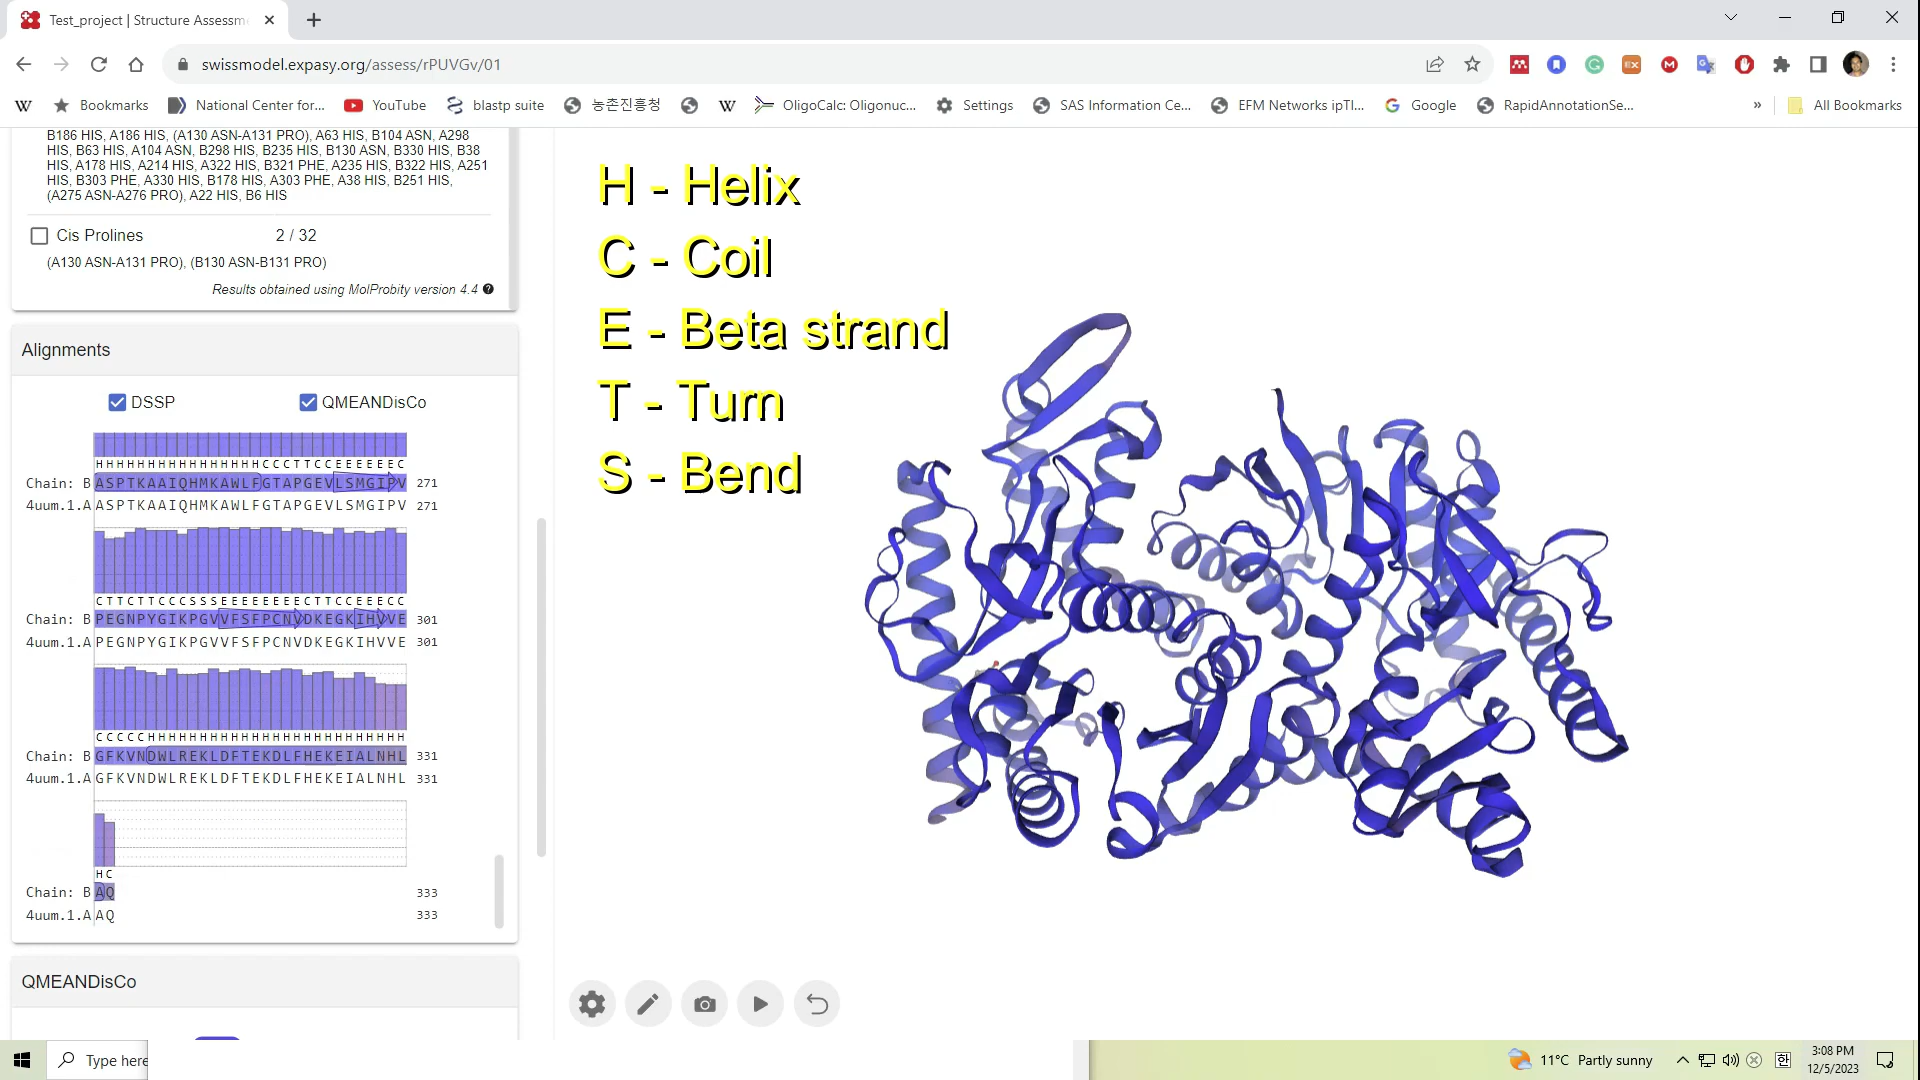 Test_project | Structure Assessm
swissmodel.expasy.org/assess/rPUVGv/01
Bookmarks
National Center for...
YouTube
blastp suite
농촌진흥청
OligoCalc: Oligonuc...
Settings
SAS Information Ce...
EFM Networks ipTI...
Google
RapidAnnotationSe...
»
All Bookmarks
B186 HIS, A186 HIS, (A130 ASN-A131 PRO), A63 HIS, B104 ASN, A298
HIS, B63 HIS, A104 ASN, B298 HIS, B235 HIS, B130 ASN, B330 HIS, B38
HIS, A178 HIS, A214 HIS, A322 HIS, B321 PHE, A235 HIS, B322 HIS, A251
HIS, B303 PHE, A330 HIS, B178 HIS, A303 PHE, A38 HIS, B251 HIS,
(A275 ASN-A276 PRO), A22 HIS, B6 HIS
Cis Prolines 2 / 32
(A130 ASN-A131 PRO), (B130 ASN-B131 PRO)
Results obtained using MolProbity version 4.4
Alignments
DSSP QMEANDisCo
HHHHHHHHHHHHHHHHCCCTTCCEEEEEEC
Chain: B ASPTKAAIQHMKAWLFGTAPGEVLSMGIPV 271
4uum.1.A ASPTKAAIQHMKAWLFGTAPGEVLSMGIPV 271
CTTCTTCCCSSSEEEEEEEECTTCCEEECC
Chain: B PEGNPYGIKPGVVFSFPCNVDKEGKIHVVE 301
4uum.1.A PEGNPYGIKPGVVFSFPCNVDKEGKIHVVE 301
CCCCCHHHHHHHHHHHHHHHHHHHHHHHHH
Chain: B GFKVNDWLREKLDFTEKDLFHEKEIALNHL 331
4uum.1.A GFKVNDWLREKLDFTEKDLFHEKEIALNHL 331
HC
Chain: B AQ 333
4uum.1.A AQ 333
QMEANDisCo
H - Helix
C - Coil
E - Beta strand
T - Turn
S - Bend
Type here
11°C Partly sunny
한
3:08 PM
12/5/2023